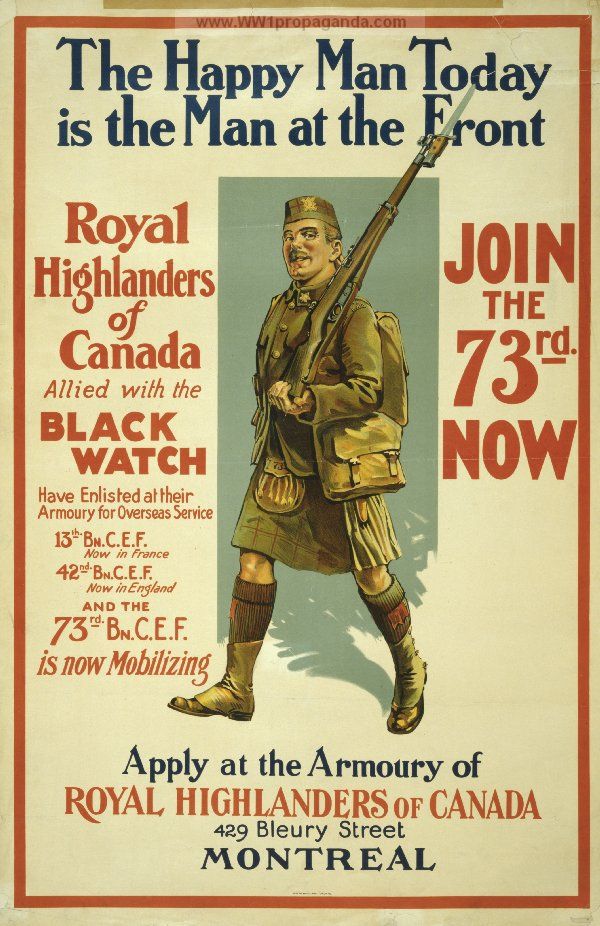 www.WW1propaganda.com
The Happy Man Today
is the Man at the Front
Royal
Highlanders
of
Canada
Allied with the
BLACK
WATCH
Have Enlisted at their
Armoury for Overseas Service
13th. BN. C.E.F.
Now in France
42nd. BN. C.E.F.
Now in England
AND THE
73rd. BN. C.E.F.
is now Mobilizing
JOIN
THE
73rd.
NOW
73
Apply at the Armoury of
ROYAL HIGHLANDERS OF CANADA
429 Bleury Street
MONTREAL